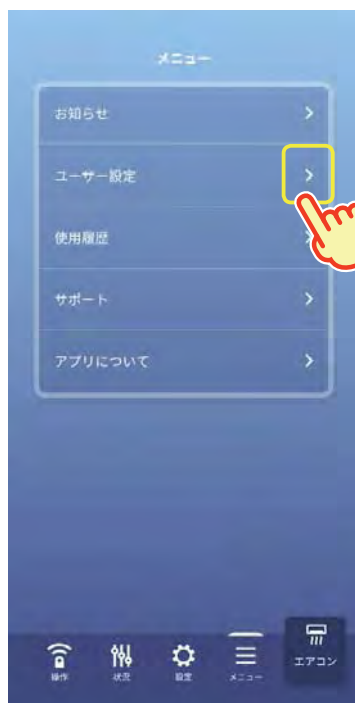 メニュー
お知らせ
ユーザー設定
使用履歴
サポート
アプリについて
操作
状況
設定
メニュー
エアコン